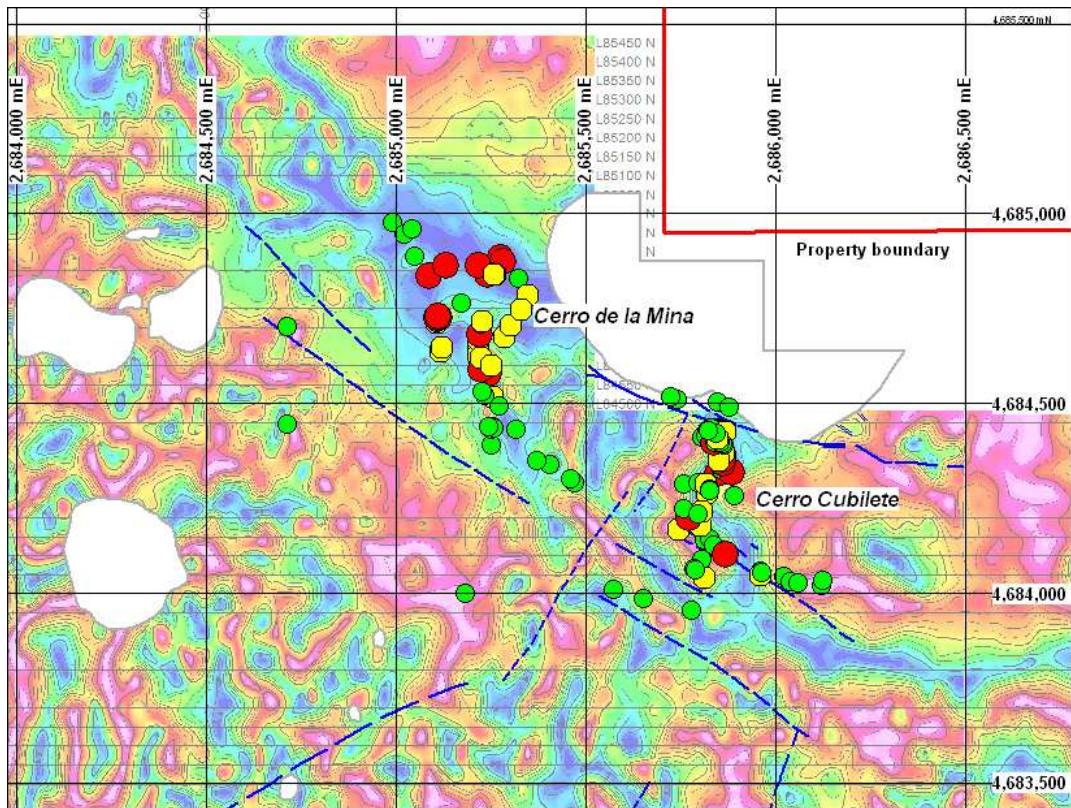 4,685,500 mN
L85450 N
L85400 N
L85350 N
L85300 N
L85250 N
L85200 N
L85150 N
L85100 N
2,684,000 mE
2,684,500 mE
2,685,000 mE
2,685,500 mE
2,686,000 mE
2,686,500 mE
4,685,000
N
N
Property boundary
Cerro de la Mina
L84500 N
4,684,500
Cerro Cubilete
4,684,000
4,683,500